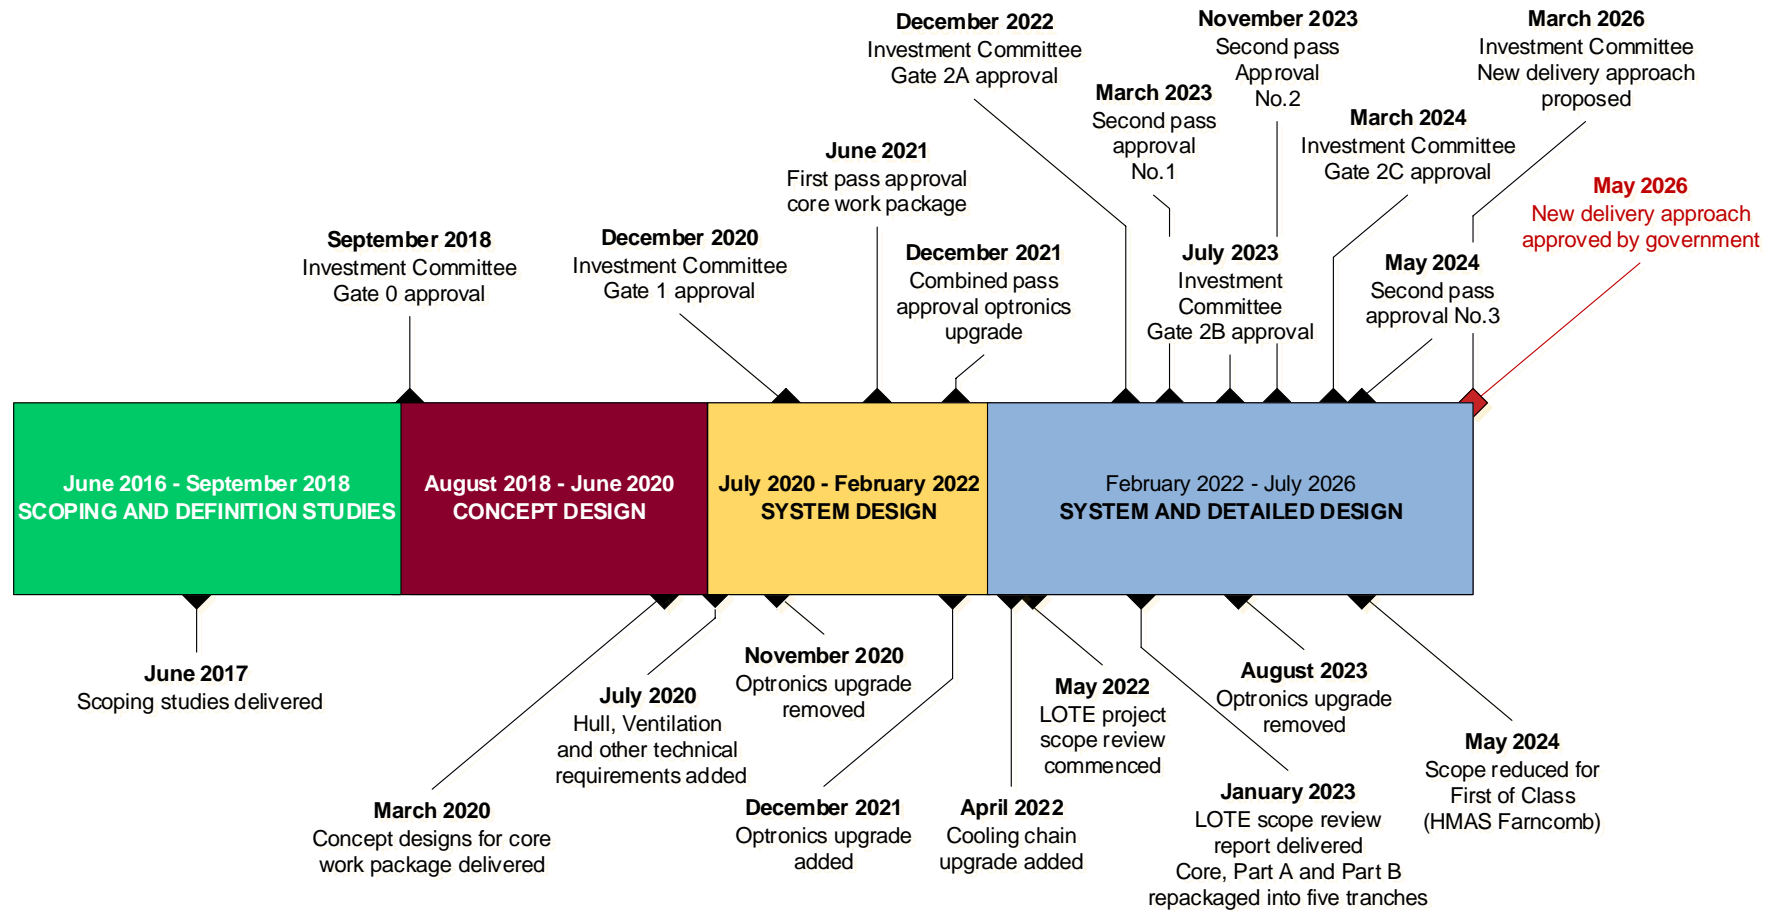 December 2022
Investment Committee
Gate 2A approval
November 2023
Second pass
Approval
No.2
March 2026
Investment Committee
New delivery approach
proposed
March 2023
Second pass
approval
No.1
March 2024
Investment Committee
Gate 2C approval
June 2021
First pass approval
core work package
May 2026
New delivery approach
approved by government
September 2018
Investment Committee
Gate 0 approval
December 2020
Investment Committee
Gate 1 approval
December 2021
Combined pass
approval optronics
upgrade
July 2023
Investment
Committee
Gate 2B approval
May 2024
Second pass
approval No.3
June 2016 - September 2018
SCOPING AND DEFINITION STUDIES
August 2018 - June 2020
CONCEPT DESIGN
July 2020 - February 2022
SYSTEM DESIGN
February 2022 - July 2026
SYSTEM AND DETAILED DESIGN
June 2017
Scoping studies delivered
March 2020
Concept designs for core
work package delivered
July 2020
Hull, Ventilation
and other technical
requirements added
November 2020
Optronics upgrade
removed
December 2021
Optronics upgrade
added
April 2022
Cooling chain
upgrade added
May 2022
LOTE project
scope review
commenced
January 2023
LOTE scope review
report delivered
Core, Part A and Part B
repackaged into five tranches
August 2023
Optronics upgrade
removed
May 2024
Scope reduced for
First of Class
(HMAS Farncomb)